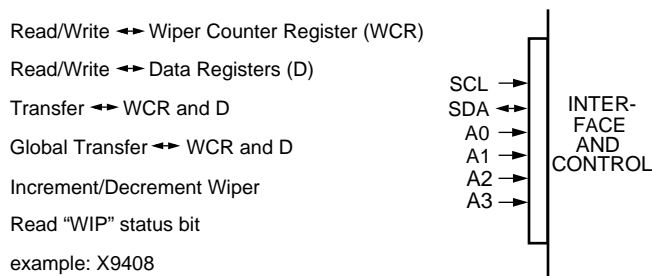 Read/Write ↔ Wiper Counter Register (WCR)
Read/Write ↔ Data Registers (D)
Transfer ↔ WCR and D
Global Transfer ↔ WCR and D
Increment/Decrement Wiper
Read “WIP” status bit
example: X9408
SCL
SDA
A0
A1
A2
A3
INTER-
FACE
AND
CONTROL